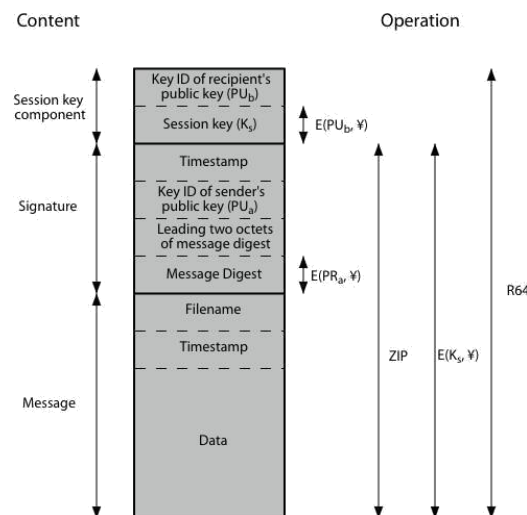 Content
Operation
Key ID of recipient's
public key (PUb)
Session key
component
Session key (Ks)
E(PUb, ¥)
Timestamp
Signature
Key ID of sender's
public key (PUa)
Leading two octets
of message digest
Message Digest
E(PRa, ¥)
Filename
R64
Timestamp
ZIP
E(Ks, ¥)
Message
Data